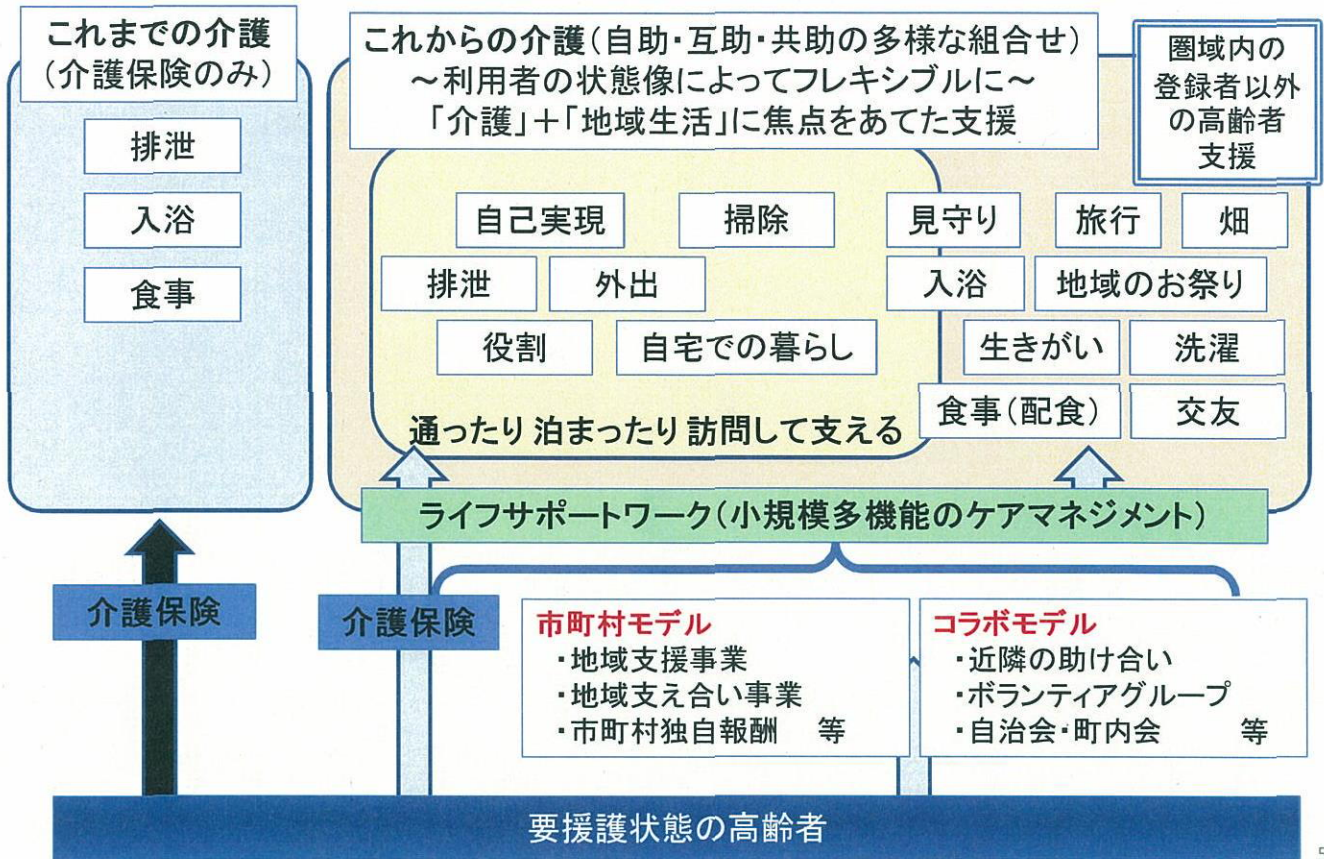 これまでの介護
(介護保険のみ)
排泄
入浴
食事
これからの介護(自助・互助・共助の多様な組合せ)
～利用者の状態像によってフレキシブルに～
「介護」＋「地域生活」に焦点をあてた支援
圏域内の
登録者以外
の高齢者
支援
自己実現
掃除
見守り
旅行
畑
排泄
外出
入浴
地域のお祭り
役割
自宅での暮らし
生きがい
洗濯
食事(配食)
交友
通ったり 泊まったり 訪問して支える
ライフサポートワーク(小規模多機能のケアマネジメント)
介護保険
介護保険
市町村モデル
・地域支援事業
・地域支え合い事業
・市町村独自報酬　等
コラボモデル
・近隣の助け合い
・ボランティアグループ
・自治会・町内会　等
要援護状態の高齢者